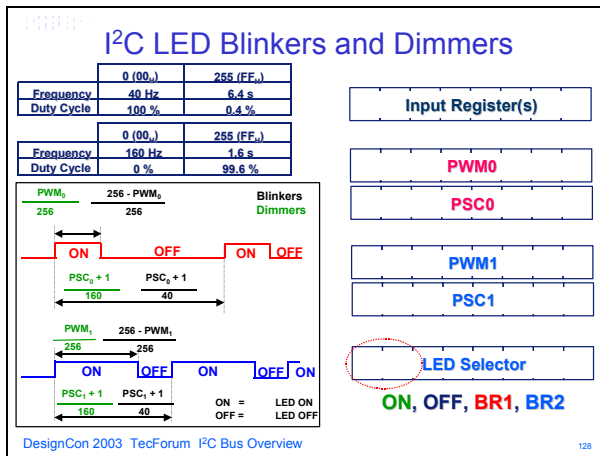 I²C LED Blinkers and Dimmers
0 (00H) 255 (FFH)
Frequency 40 Hz 6.4 s
Duty Cycle 100 % 0.4 %
0 (00H) 255 (FFH)
Frequency 160 Hz 1.6 s
Duty Cycle 0 % 99.6 %
PWM0 256 - PWM0
256 256
Blinkers
Dimmers
ON OFF ON OFF
PSC0 + 1 PSC0 + 1
160 40
PWM1 256 - PWM1
256 256
ON OFF ON OFF ON
PSC1 + 1 PSC1 + 1
160 40
ON = LED ON
OFF = LED OFF
Input Register(s)
PWM0
PSC0
PWM1
PSC1
LED Selector
ON, OFF, BR1, BR2
DesignCon 2003 TecForum I²C Bus Overview
128